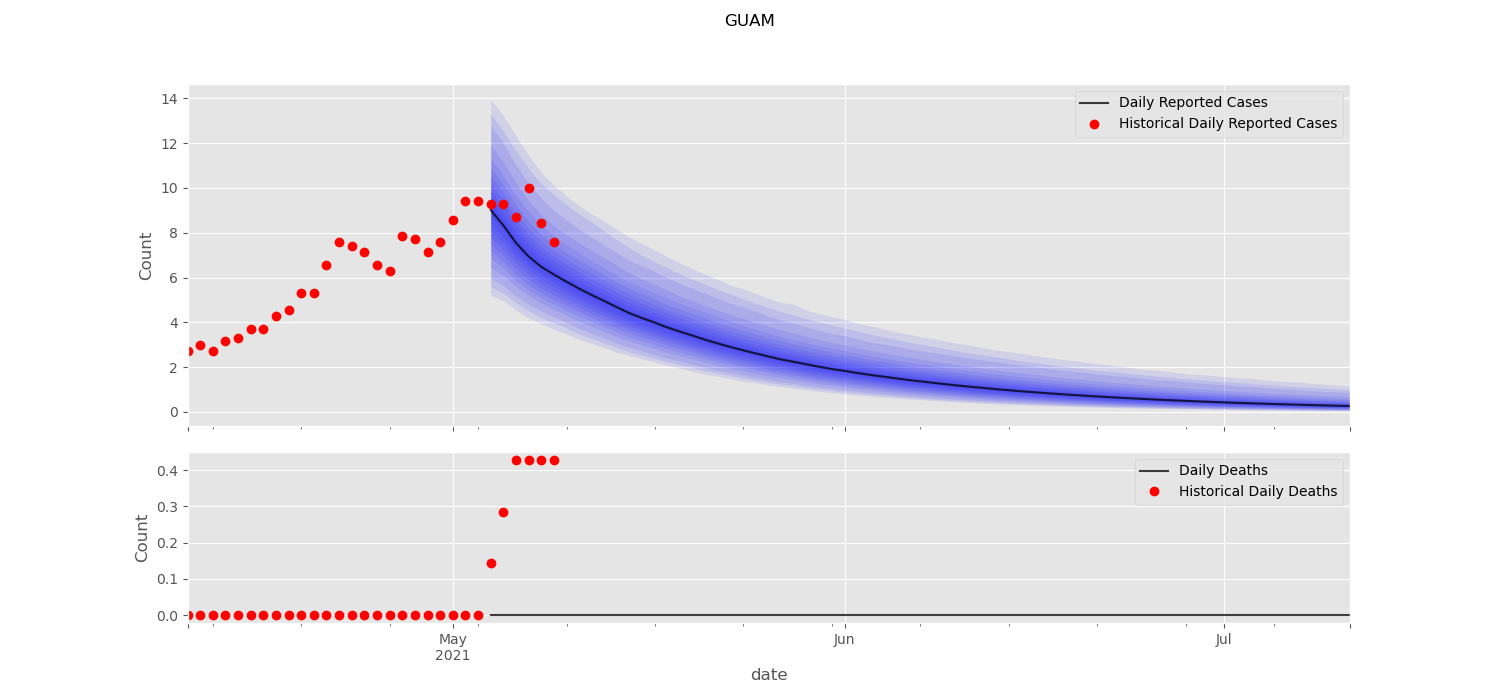 GUAM
14
12
10
8
6
4
2
0
Count
Daily Reported Cases
Historical Daily Reported Cases
0.4
0.3
0.2
0.1
0.0
Count
Daily Deaths
Historical Daily Deaths
May
2021
Jun
Jul
date